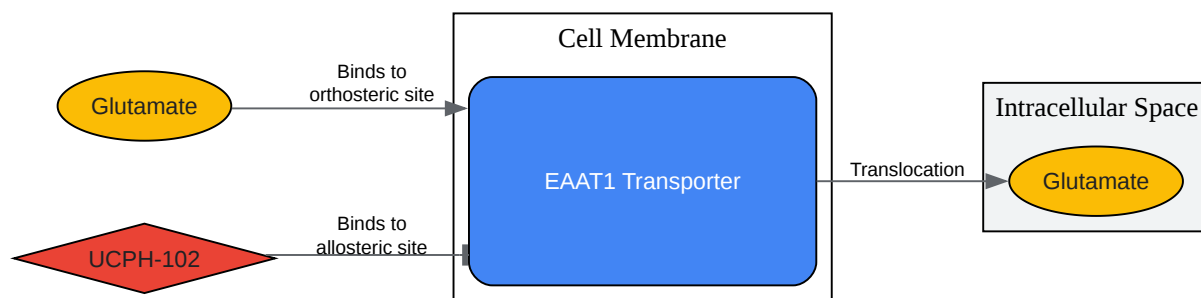 Cell Membrane
Binds to
orthosteric site
Glutamate
EAAT1 Transporter
Translocation
Intracellular Space
Glutamate
Binds to
allosteric site
UCPH-102